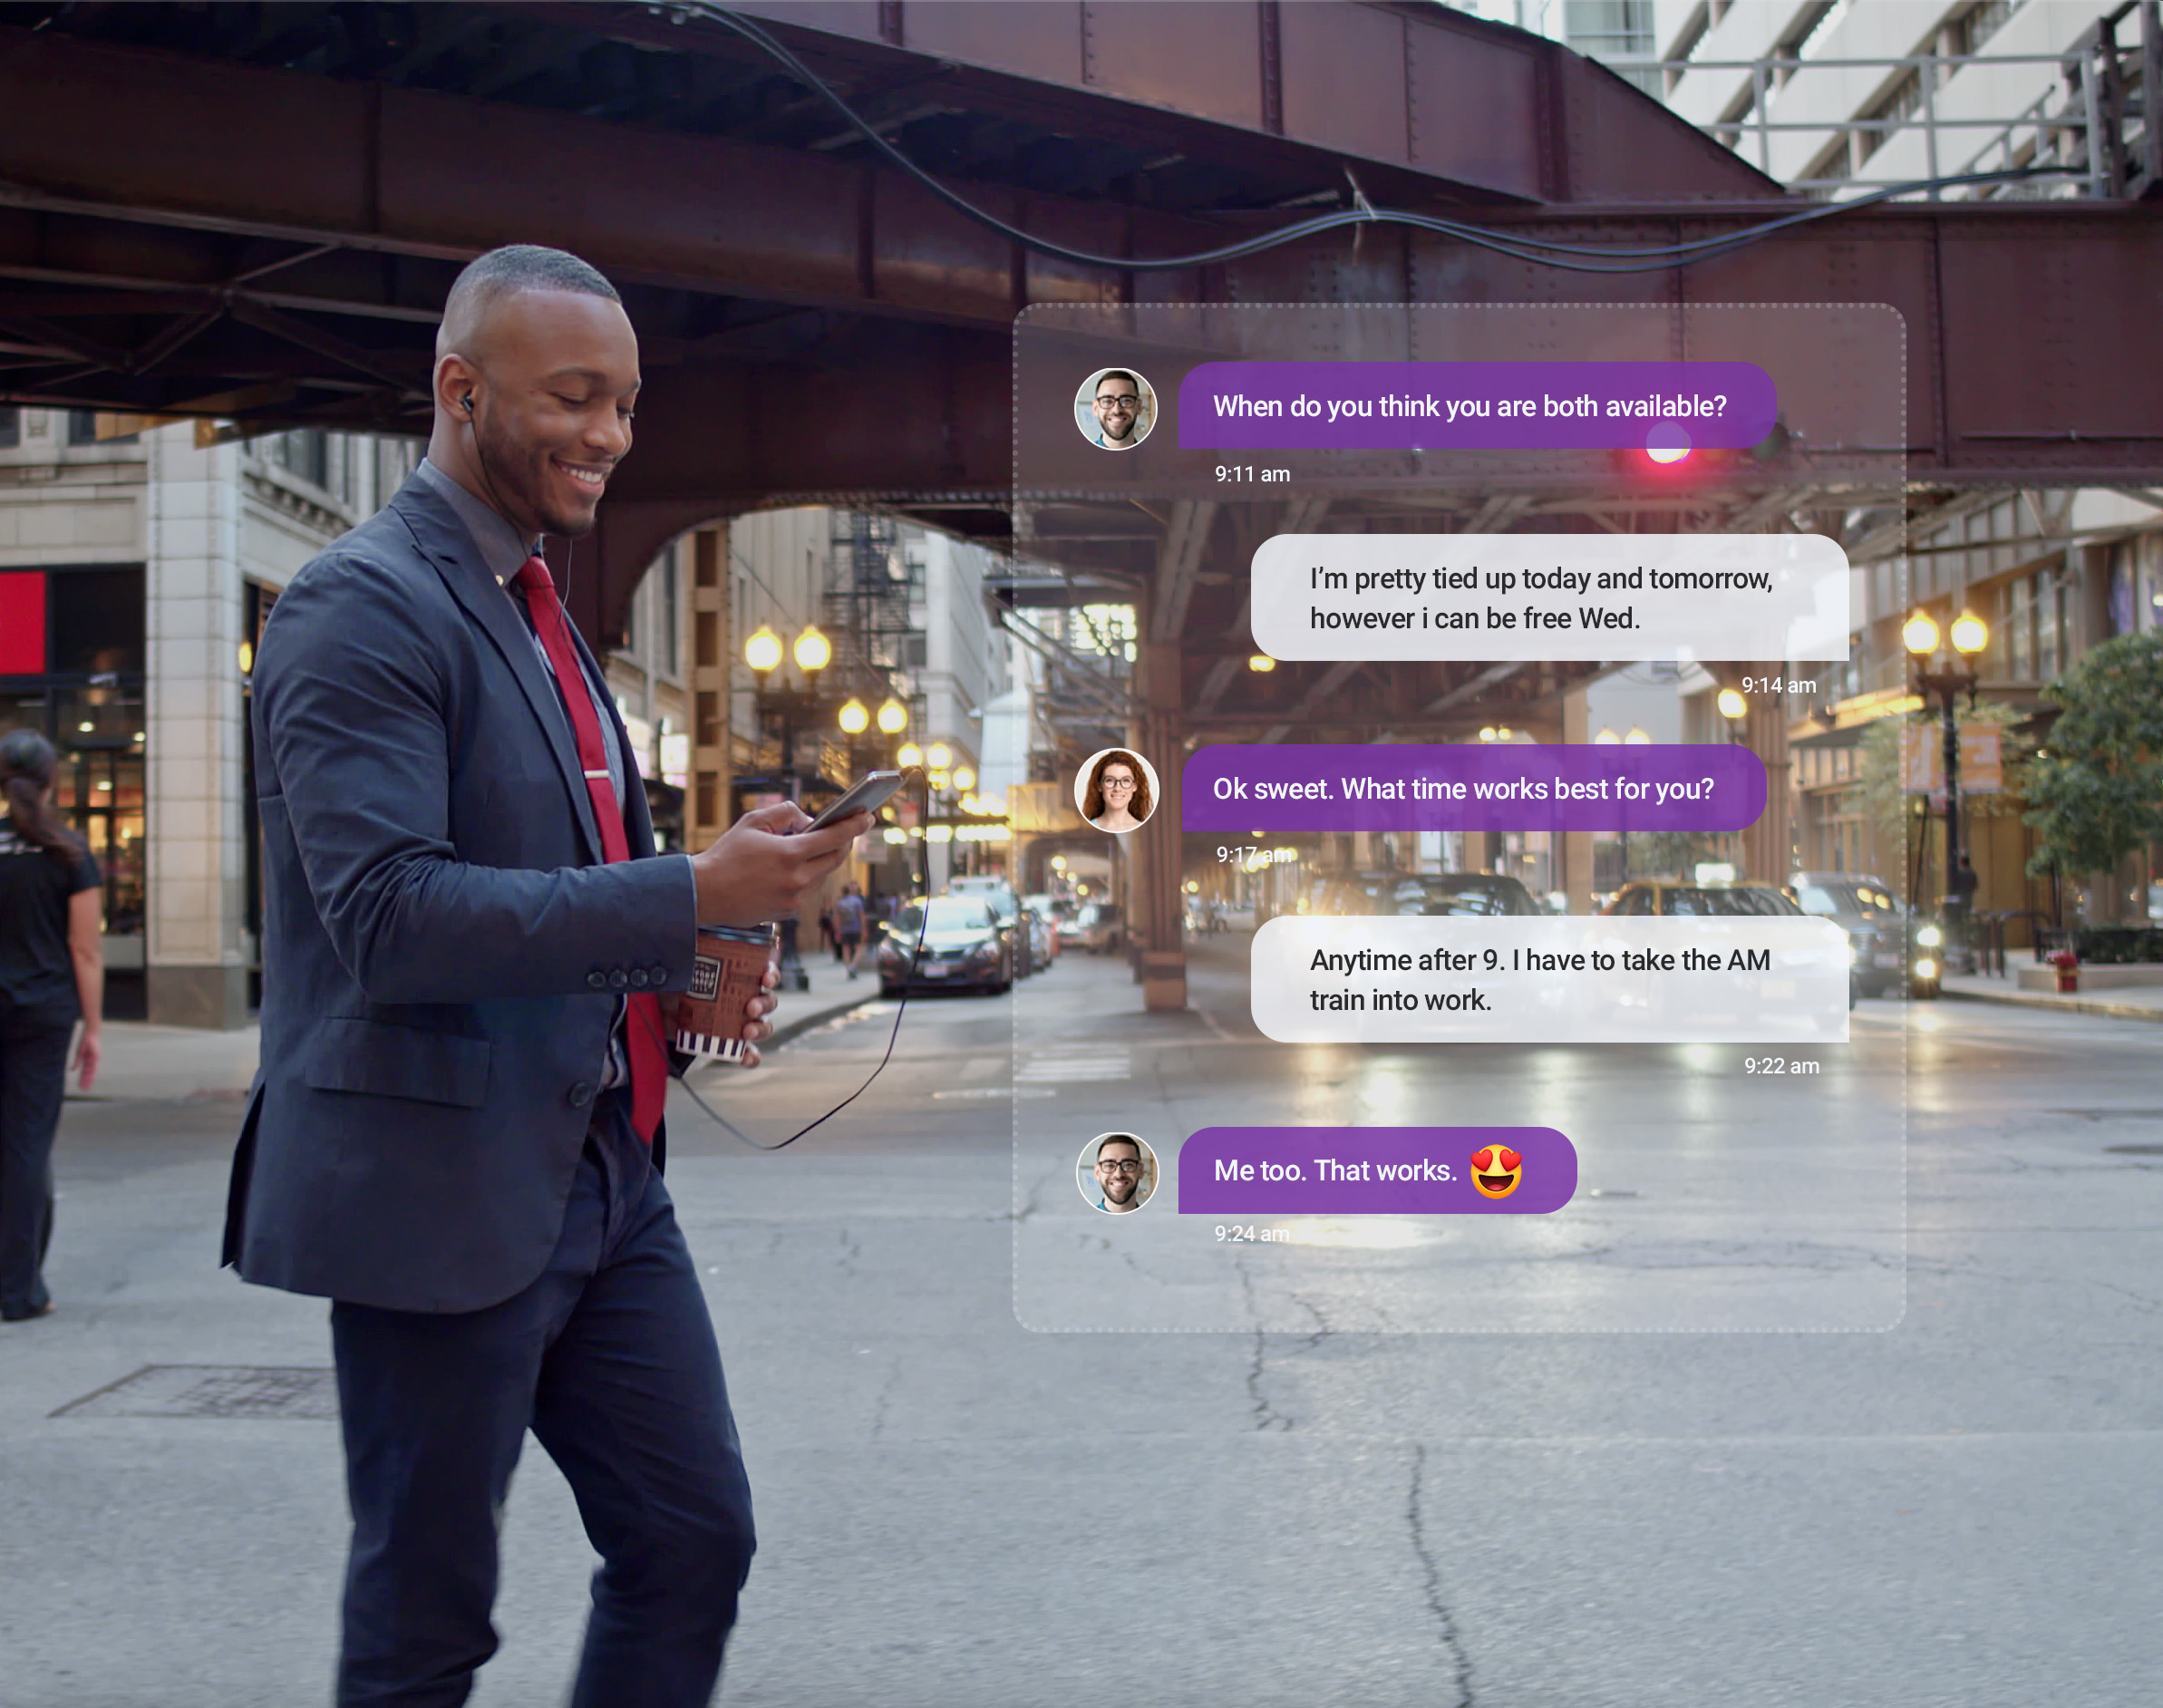 When do you think you are both available?
9:11 am
I’m pretty tied up today and tomorrow,
however i can be free Wed.
9:14 am
Ok sweet. What time works best for you?
9:17 am
Anytime after 9. I have to take the AM
train into work.
9:22 am
Me too. That works. 😍
9:24 am